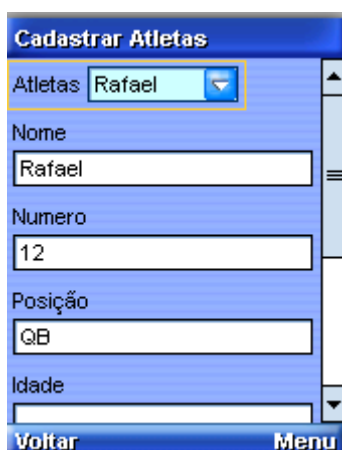 Cadastrar Atletas
Atletas Rafael
Nome
Rafael
Numero
12
Posição
QB
Idade
Voltar Menu